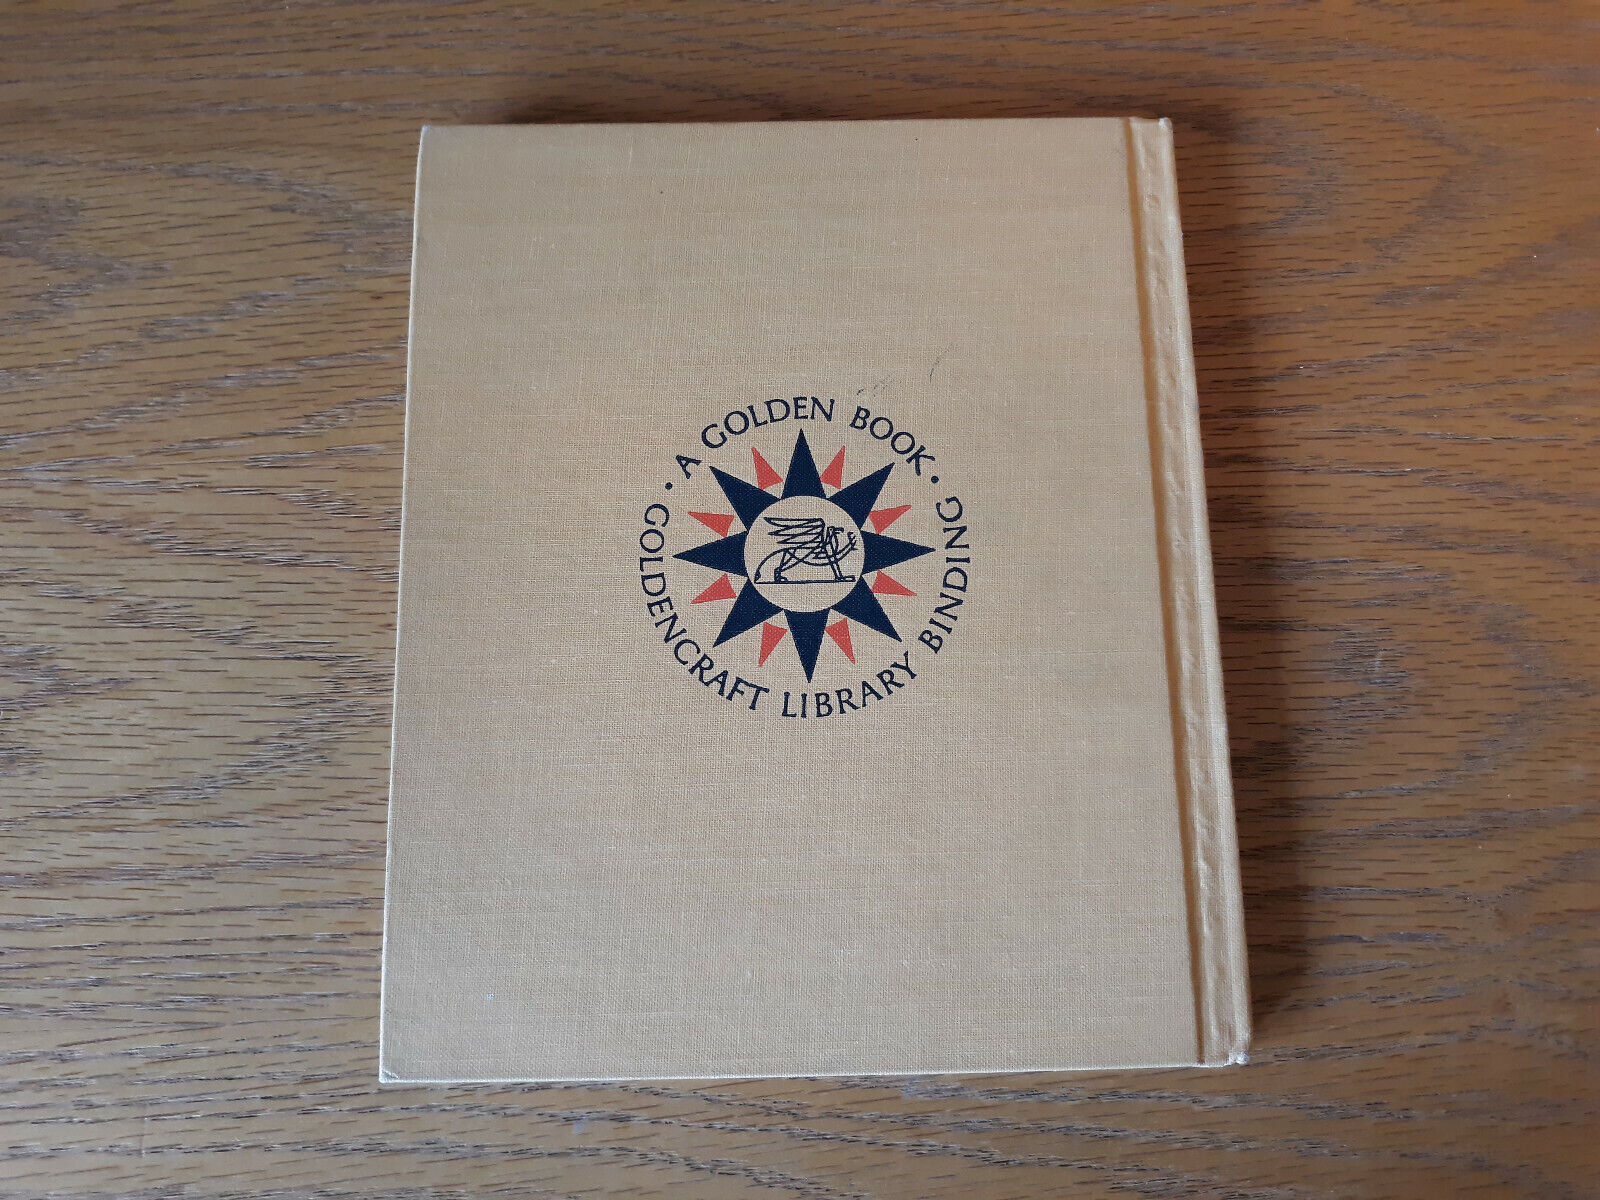 • A GOLDEN BOOK •
GOLDENCRAFT LIBRARY BINDING